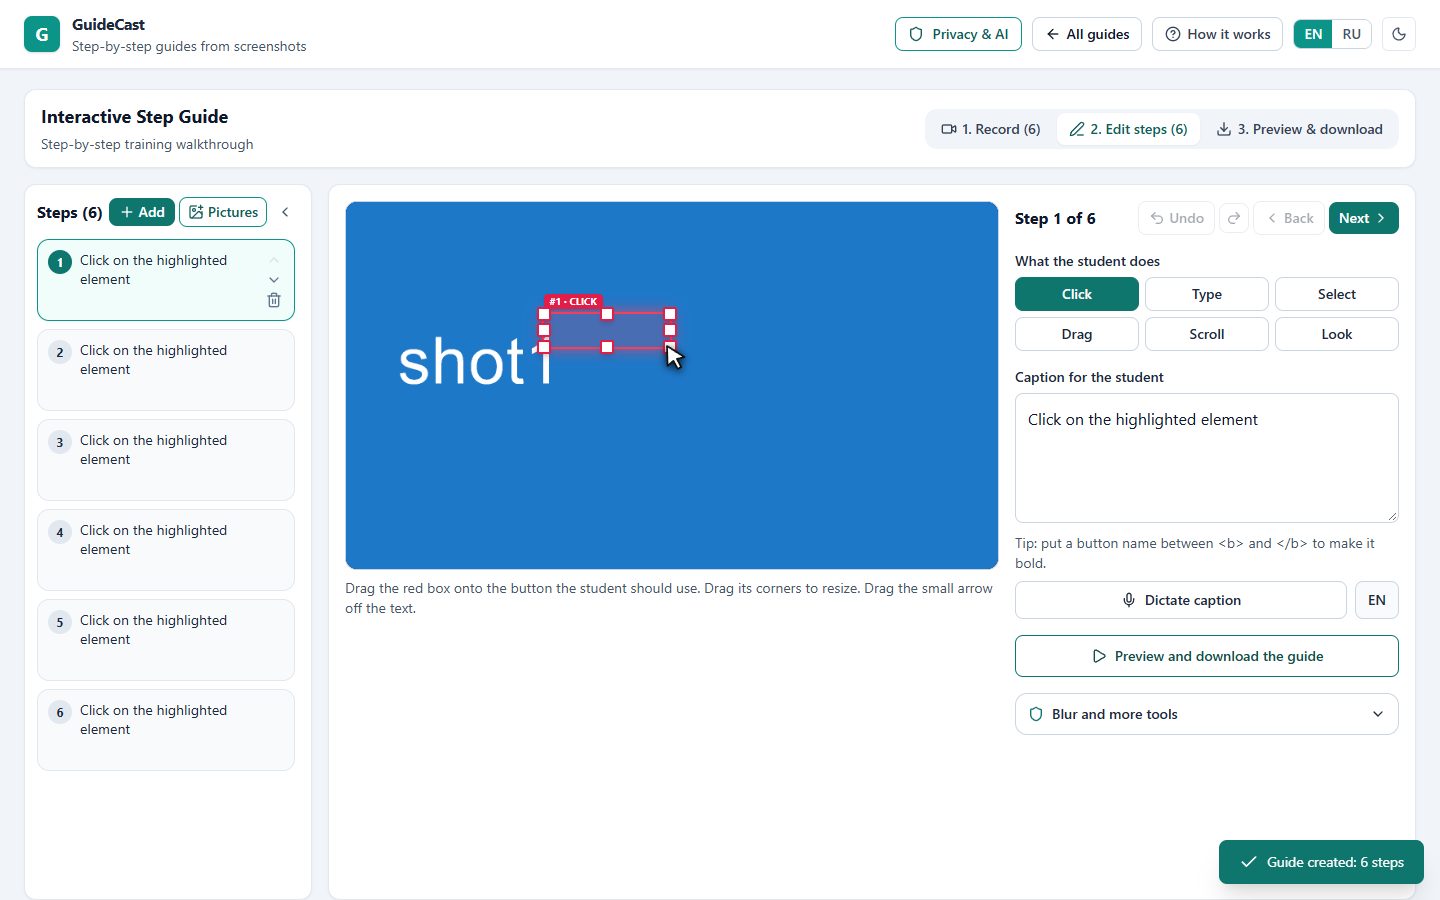 G
GuideCast
Step-by-step guides from screenshots
Privacy & AI
All guides
How it works
EN
RU
Interactive Step Guide
Step-by-step training walkthrough
1. Record (6)
2. Edit steps (6)
3. Preview & download
Steps (6)
Add
Pictures
1
Click on the highlighted
element
2
Click on the highlighted
element
3
Click on the highlighted
element
4
Click on the highlighted
element
5
Click on the highlighted
element
6
Click on the highlighted
element
#1 · CLICK
shot1
Drag the red box onto the button the student should use. Drag its corners to resize. Drag the small arrow
off the text.
Step 1 of 6
Undo
Back
Next
What the student does
Click
Type
Select
Drag
Scroll
Look
Caption for the student
Click on the highlighted element
Tip: put a button name between <b> and </b> to make it
bold.
Dictate caption
EN
Preview and download the guide
Blur and more tools
Guide created: 6 steps